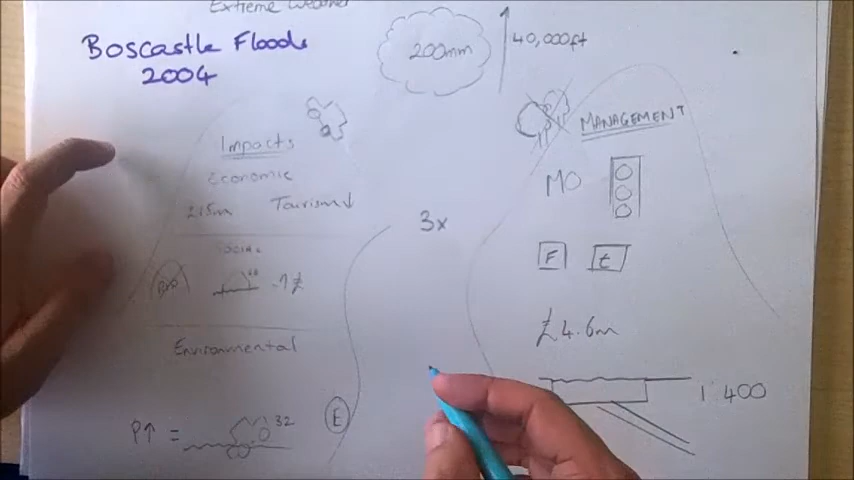 Extreme Weather
Boscastle Floods
2004
200mm
40,000ft
Impacts
Economic
Tourism↓
MANAGEMENT
MO
3x
F
t
£4.6m
Environmental
P↑ =
32
E
1:400